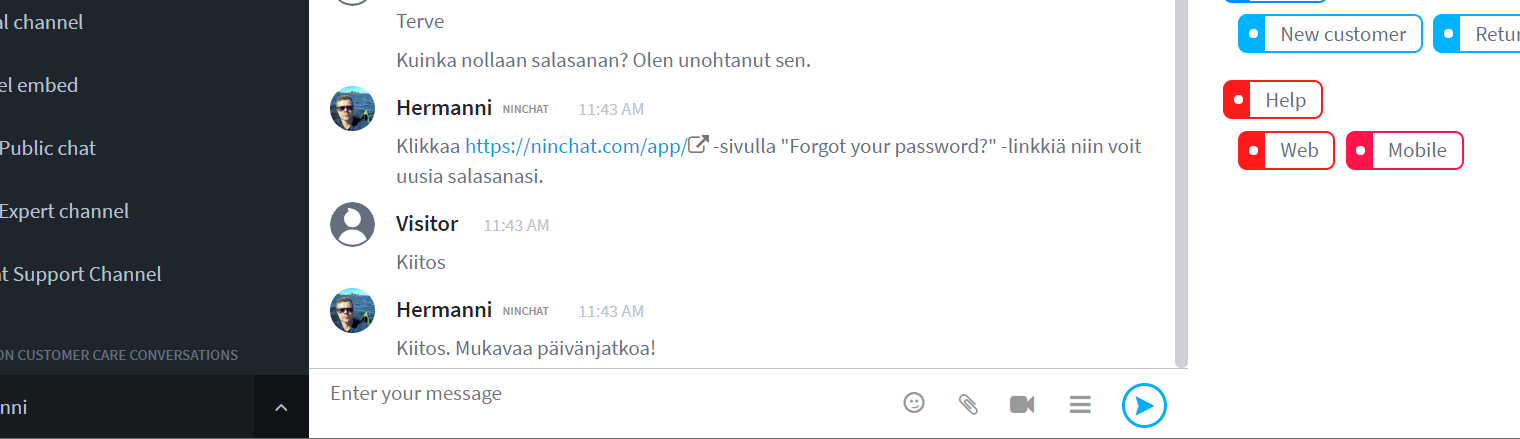 al channel
el embed
Public chat
Expert channel
at Support Channel
ON CUSTOMER CARE CONVERSATIONS
nni
Terve
Kuinka nollaan salasanan? Olen unohtanut sen.
Hermanni NINCHAT 11:43 AM
Klikkaa https://ninchat.com/app/ -sivulla "Forgot your password?" -linkkiä niin voit
uusia salasanasi.
Visitor 11:43 AM
Kiitos
Hermanni NINCHAT 11:43 AM
Kiitos. Mukavaa päivänjatkoa!
Enter your message
New customer
Retur
Help
Web
Mobile